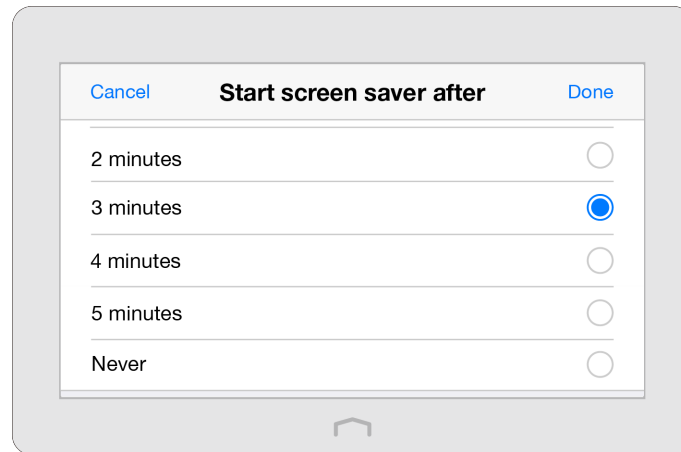 Cancel Start screen saver after Done
2 minutes
3 minutes
4 minutes
5 minutes
Never